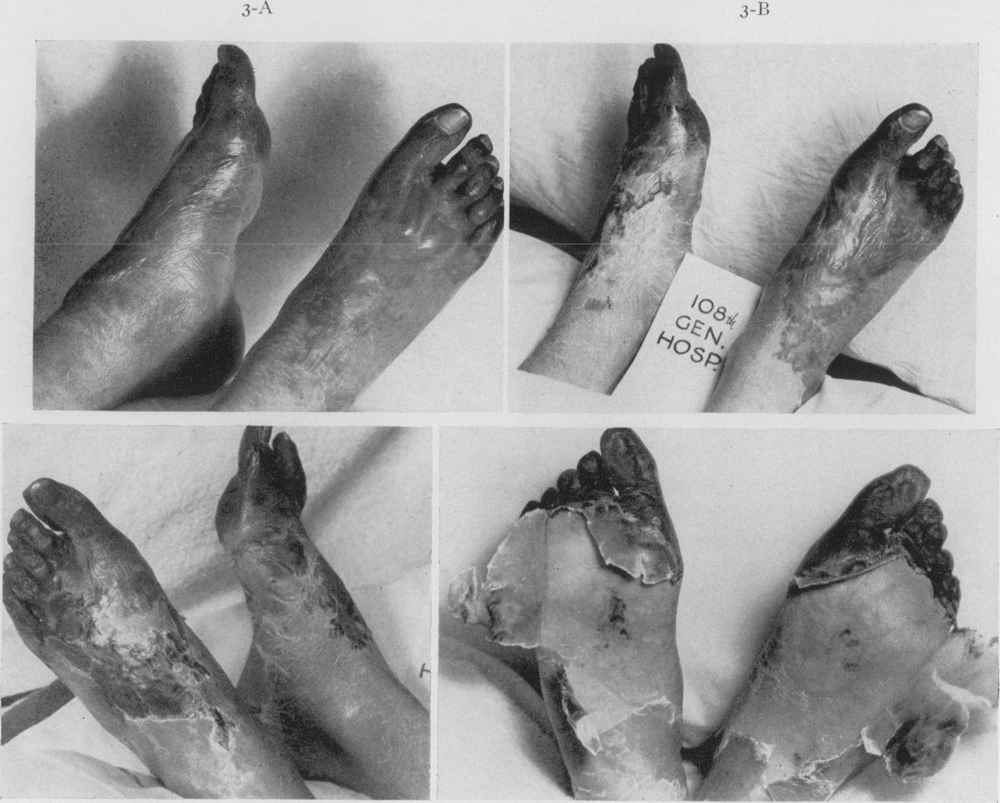 3-A
3-B
108th
GEN.
HOSP.
H